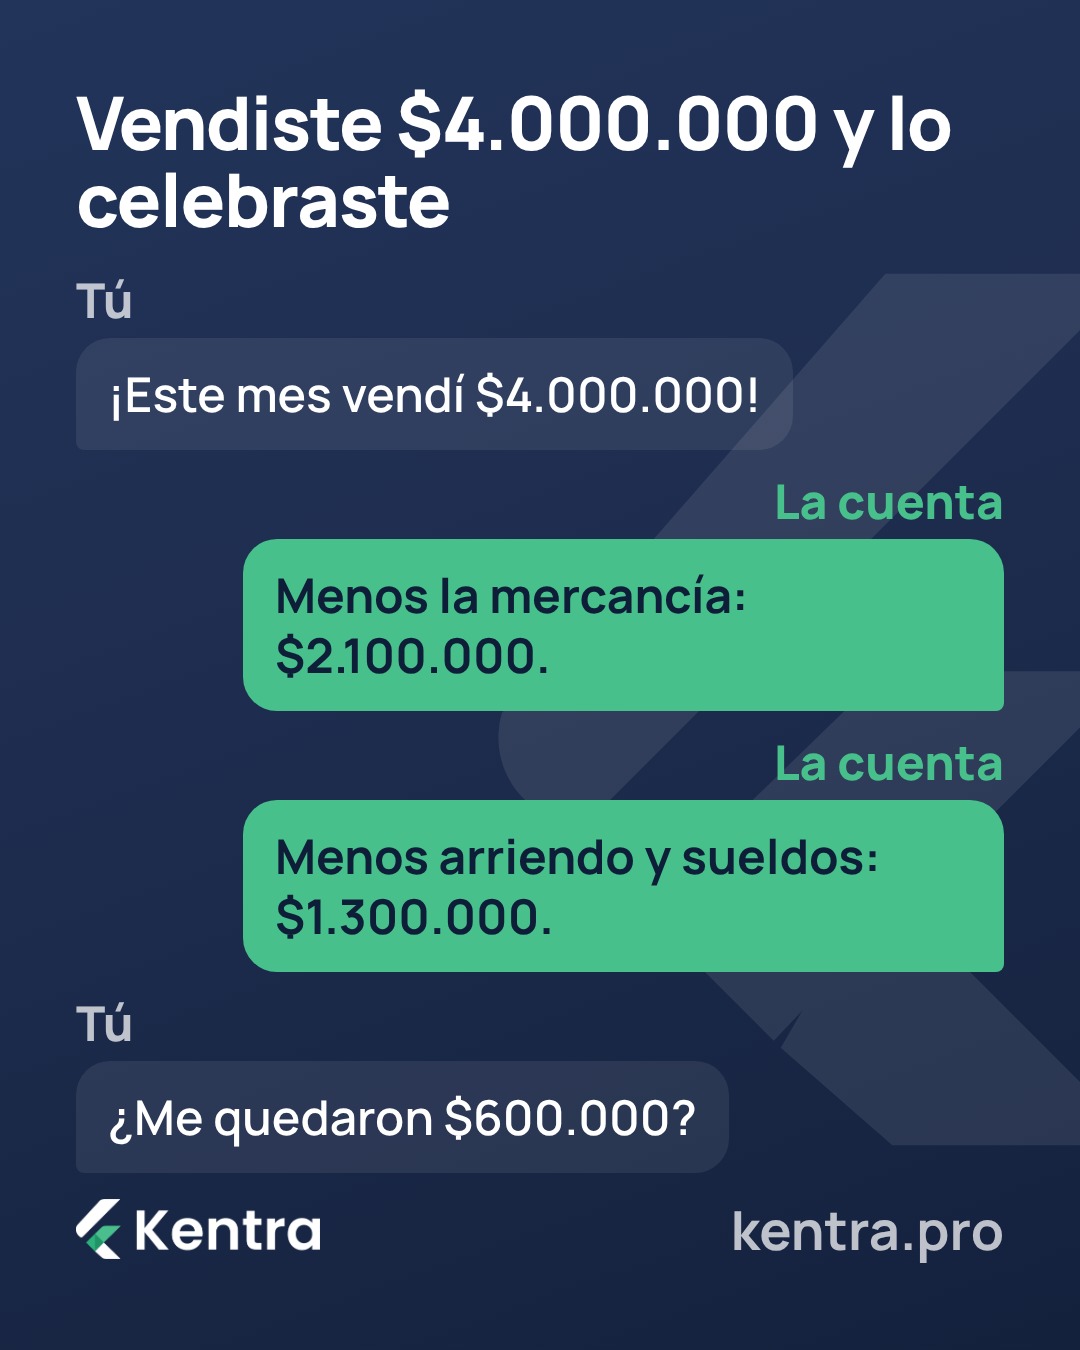 Vendiste $4.000.000 y lo
celebraste
Tú
¡Este mes vendí $4.000.000!
La cuenta
Menos la mercancía:
$2.100.000.
La cuenta
Menos arriendo y sueldos:
$1.300.000.
Tú
¿Me quedaron $600.000?
Kentra
kentra.pro